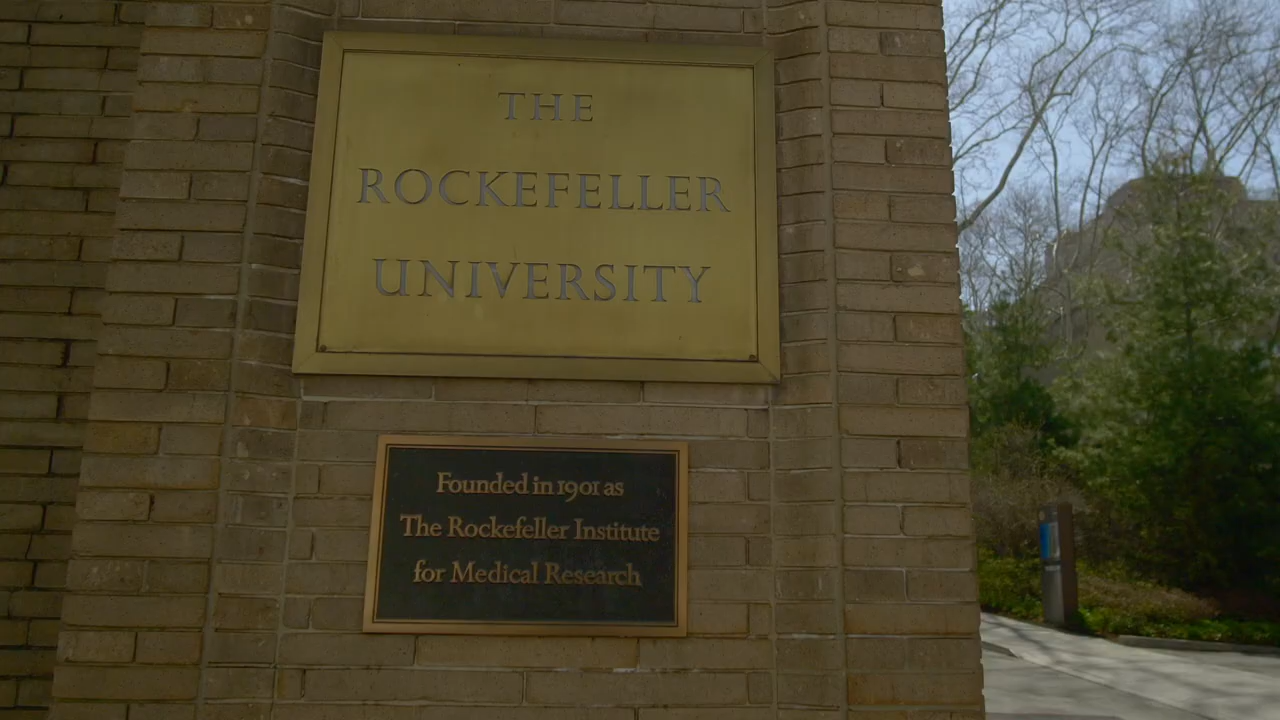 THE
ROCKEFELLER
UNIVERSITY
Founded in 1901 as
The Rockefeller Institute
for Medical Research